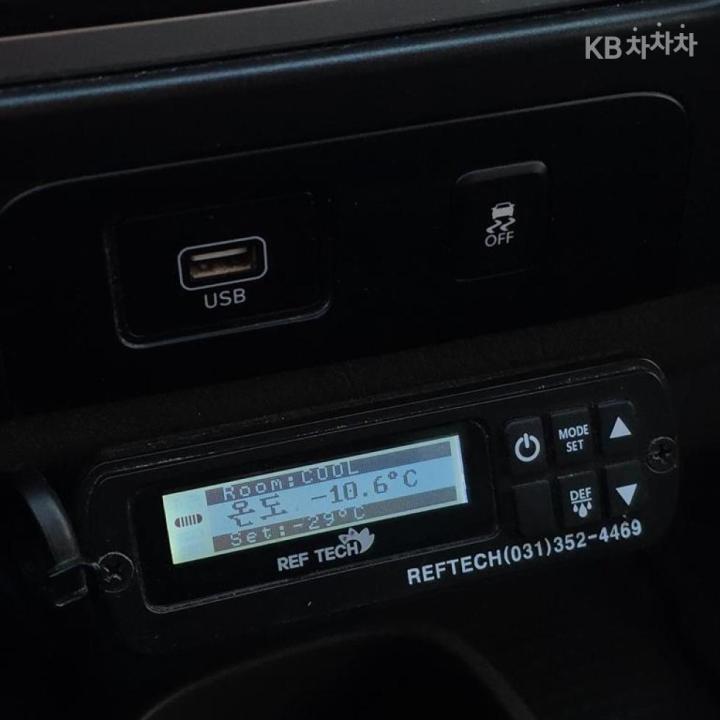 KB차차차
OFF
USB
Room:COOL
온도 -10.6°C
Set:-29°C
REF TECH
MODE
SET
DEF
REFTECH(031)352-4469